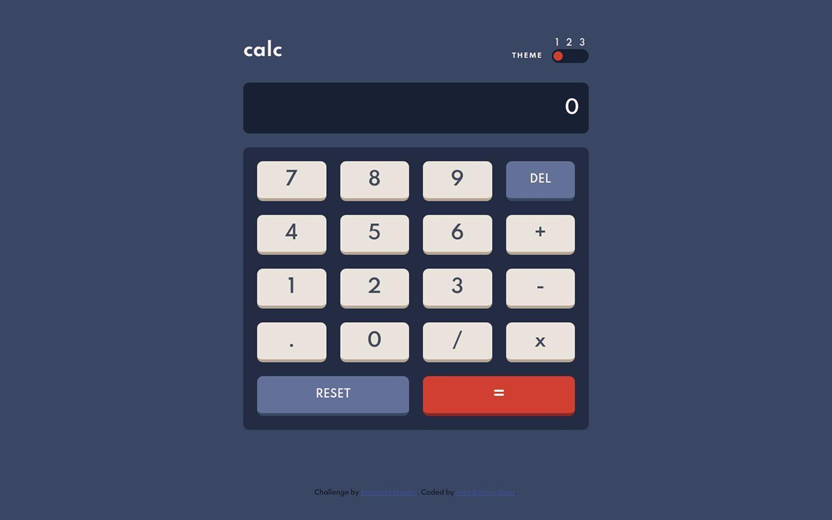 calc
1 2 3
THEME
0
7 8 9 DEL
4 5 6 +
1 2 3 -
. 0 / x
RESET =
Challenge by Coded by